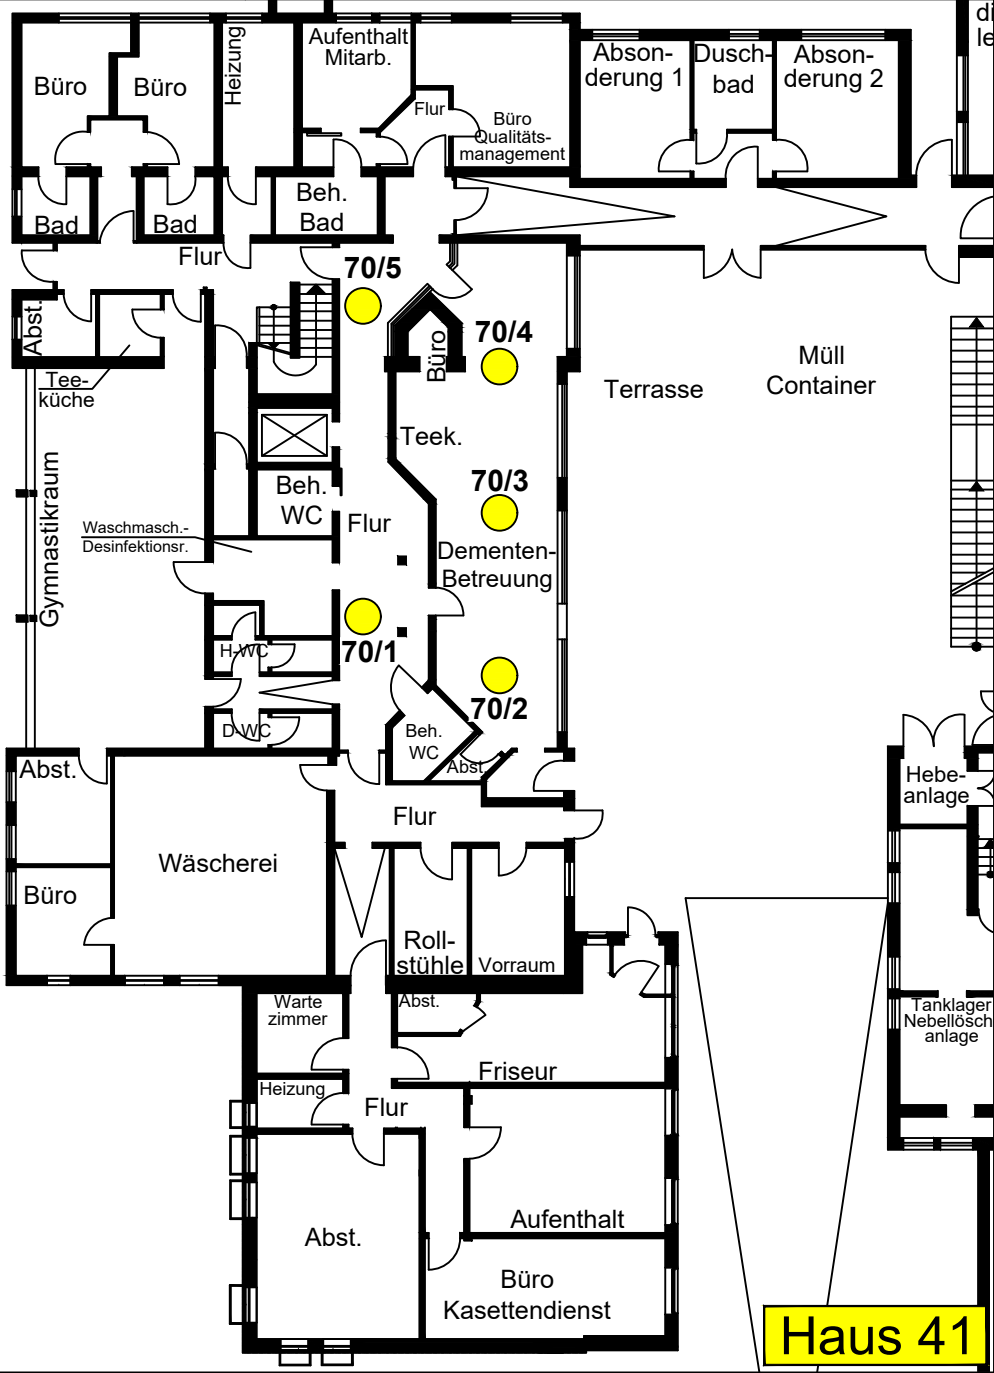 di
le
Büro
Büro
Heizung
Aufenthalt
Mitarb.
Flur
Büro
Qualitäts-
management
Abson-
derung 1
Dusch-
bad
Abson-
derung 2
Bad
Bad
Beh.
Bad
Flur
70/5
Abst.
Tee-
küche
Büro
70/4
Terrasse
Müll
Container
Teek.
Gymnastikraum
Beh.
WC
Flur
70/3
Waschmasch.-
Desinfektionsr.
Dementen-
Betreuung
H-WC
70/1
70/2
D-WC
Beh.
WC
Abst.
Abst.
Hebe-
anlage
Flur
Wäscherei
Büro
Roll-
stühle
Vorraum
Warte
zimmer
Abst.
Tanklager
Nebellösch
anlage
Friseur
Heizung
Flur
Aufenthalt
Abst.
Büro
Kasettendienst
Haus 41